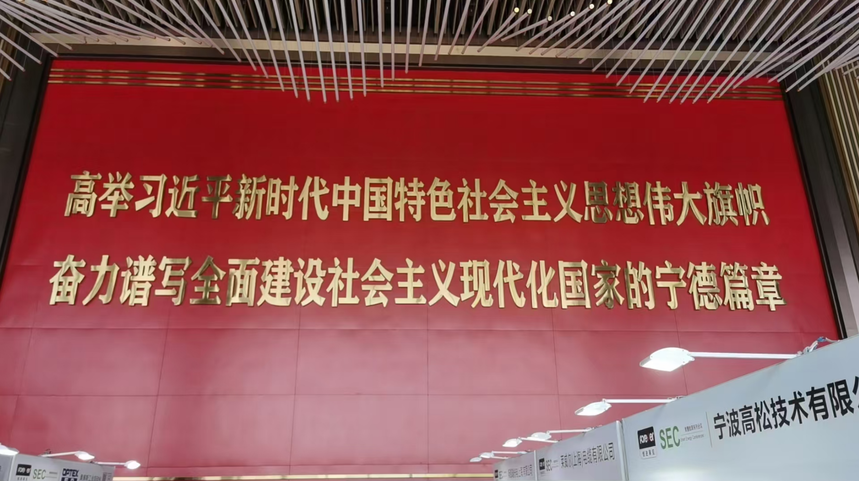 高举习近平新时代中国特色社会主义思想伟大旗帜
奋力谱写全面建设社会主义现代化国家的宁德篇章
SEC
宁波高松技术有限
SEC
OPTEX